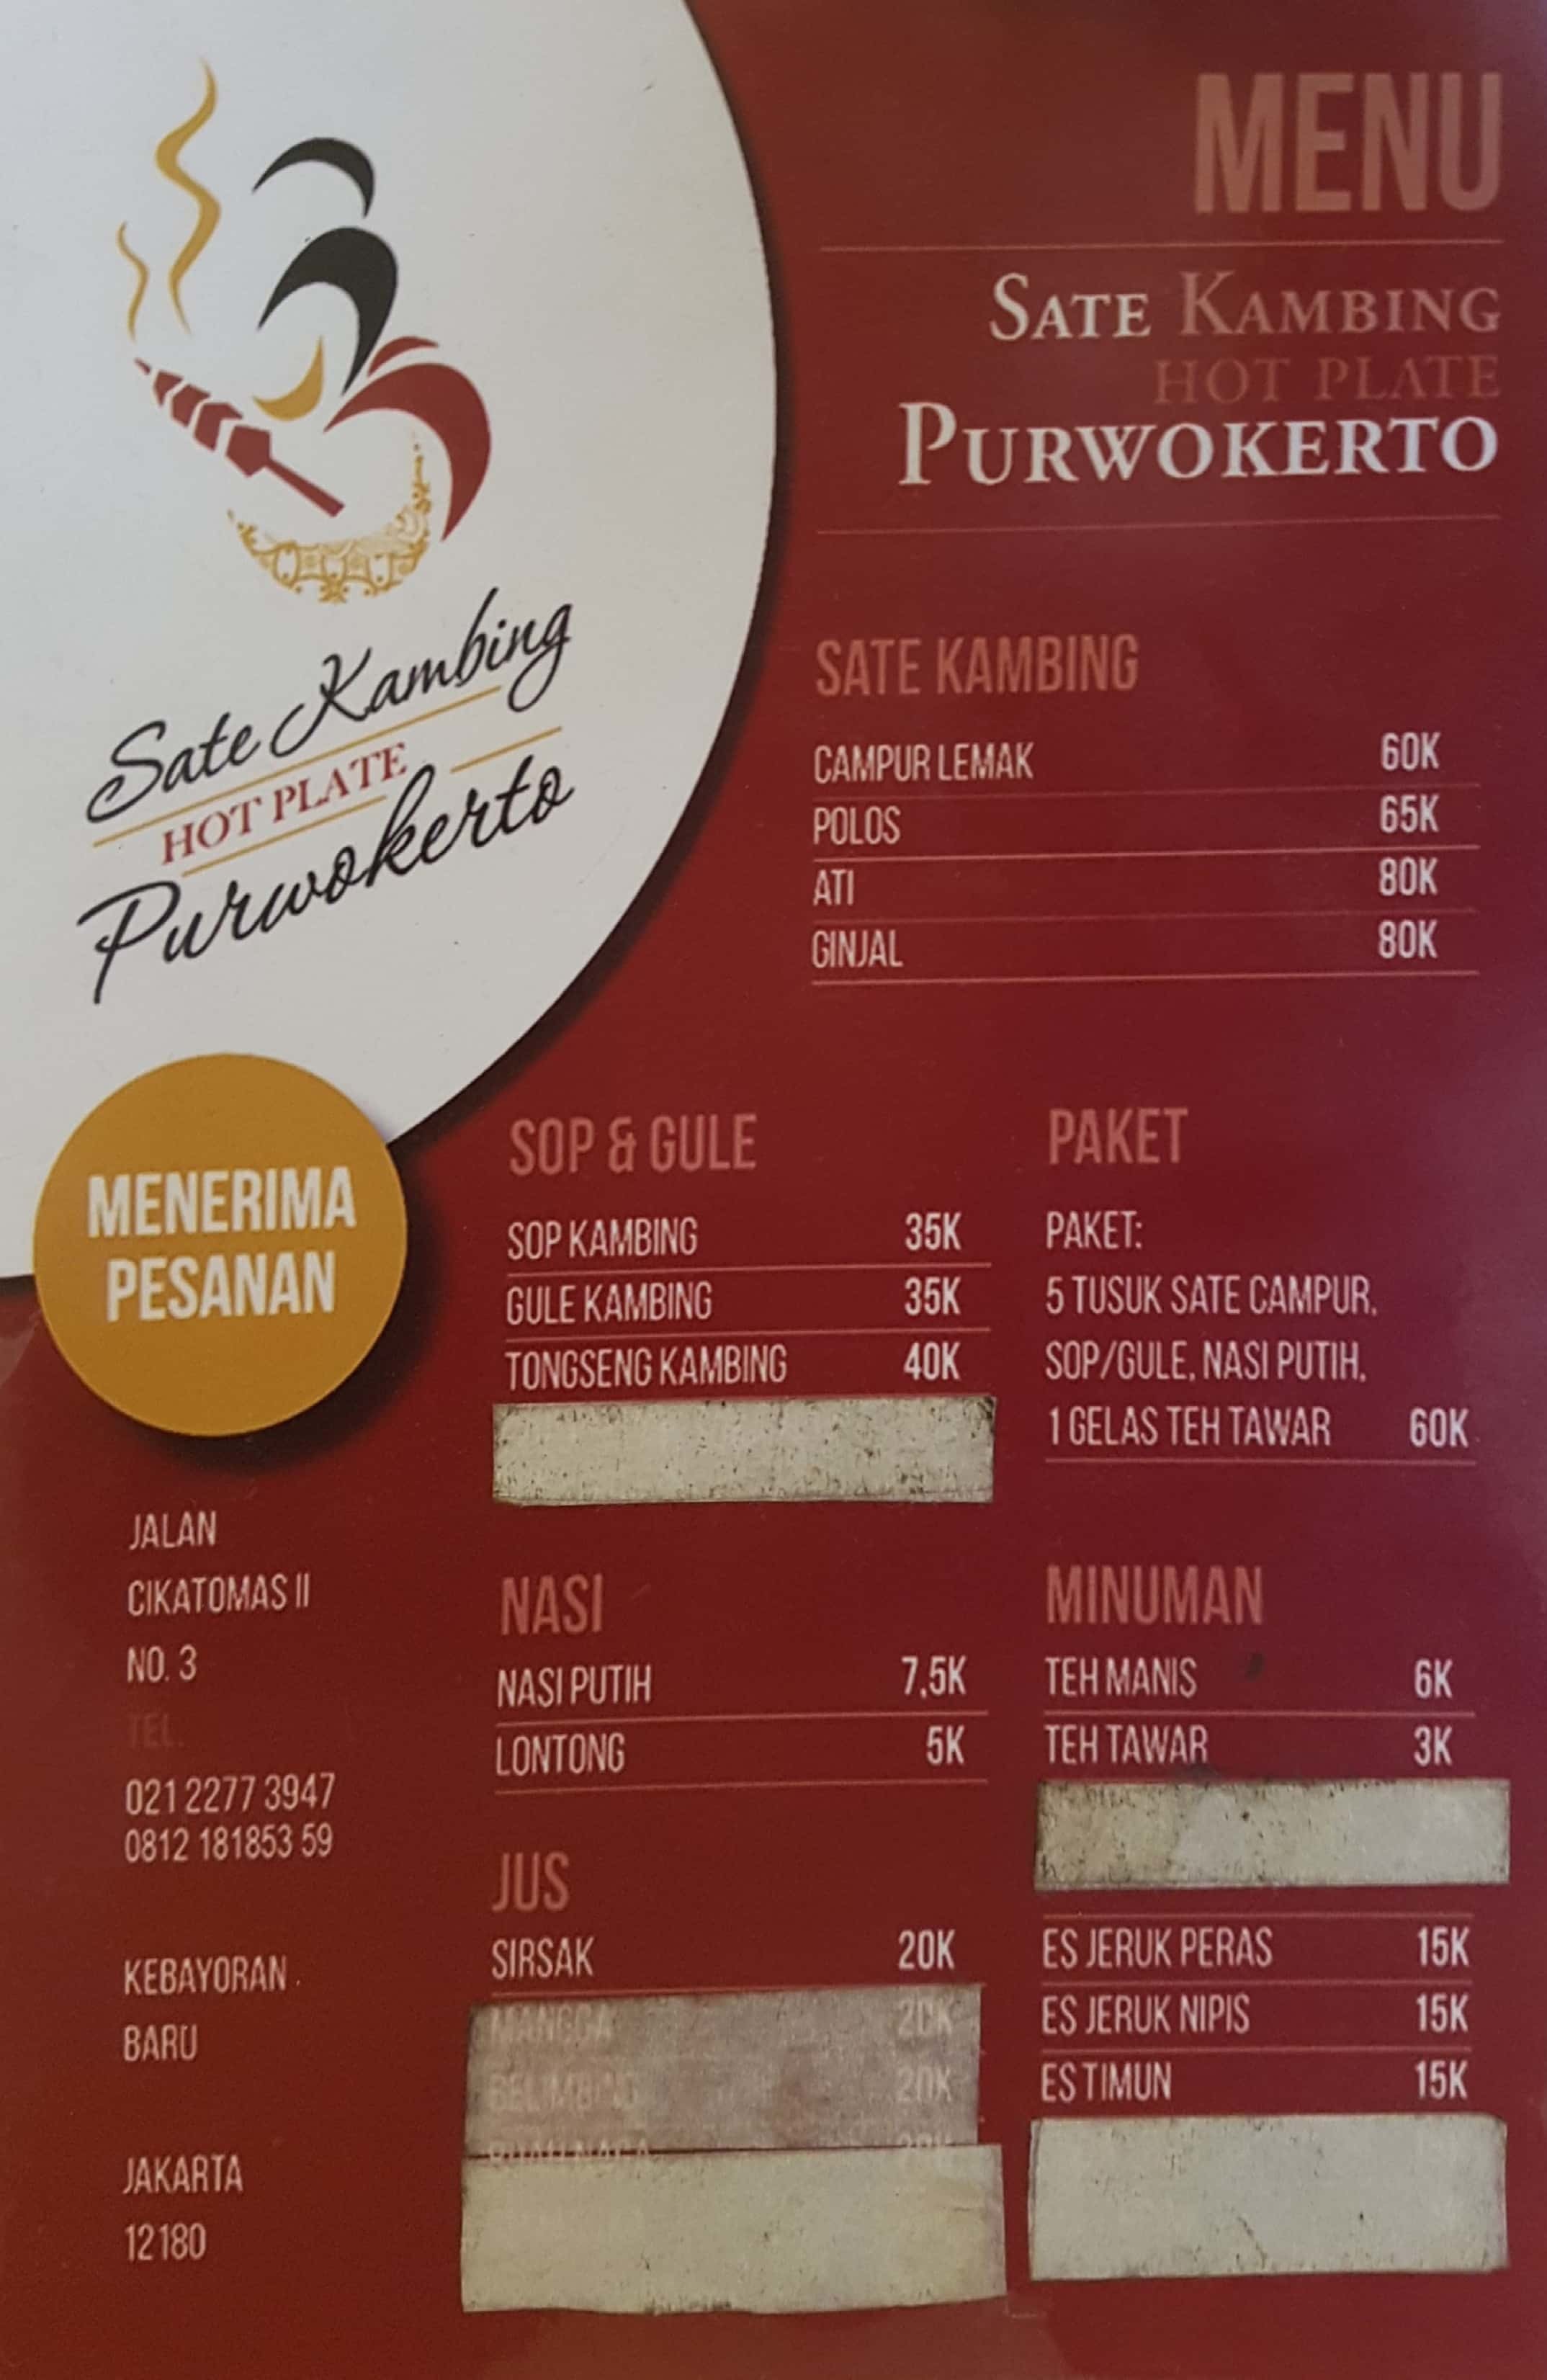 MENU
SATE KAMBING
HOT PLATE
PURWOKERTO
Sate Kambing
HOT PLATE
Purwokerto
SATE KAMBING
CAMPUR LEMAK 60K
POLOS 65K
ATI 80K
GINJAL 80K
MENERIMA
PESANAN
SOP & GULE
SOP KAMBING 35K
GULE KAMBING 35K
TONGSENG KAMBING 40K
PAKET
PAKET:
5 TUSUK SATE CAMPUR,
SOP/GULE, NASI PUTIH,
1 GELAS TEH TAWAR 60K
JALAN
CIKATOMAS II
NO. 3
TEL.
021 2277 3947
0812 181853 59
KEBAYORAN
BARU
JAKARTA
12180
NASI
NASI PUTIH 7,5K
LONTONG 5K
JUS
SIRSAK 20K
MANGGA 20K
BELIMBING 20K
MINUMAN
TEH MANIS 6K
TEH TAWAR 3K
ES JERUK PERAS 15K
ES JERUK NIPIS 15K
ES TIMUN 15K